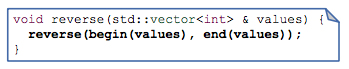 void reverse(std::vector<int> & values) {
reverse(begin(values), end(values));
}